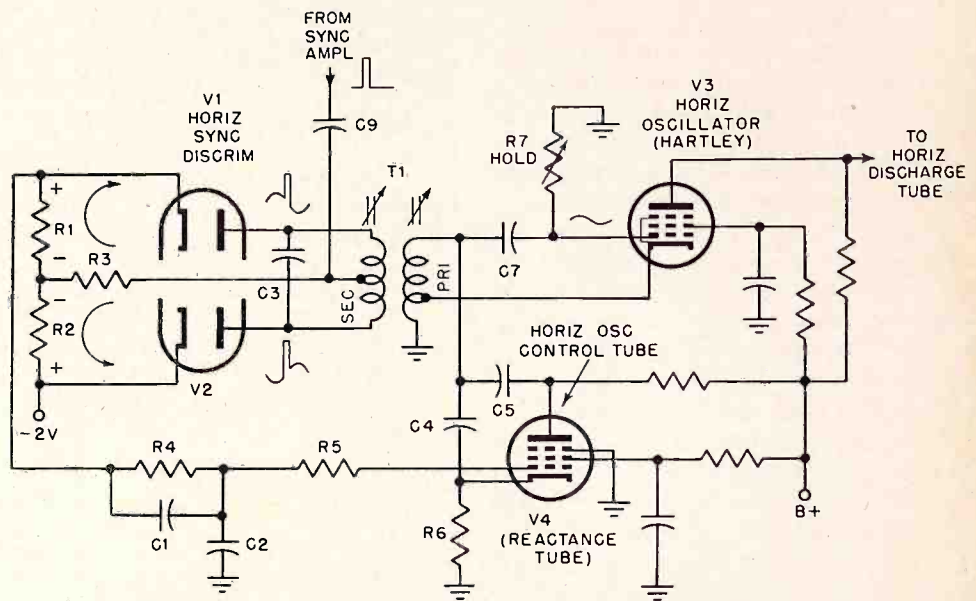 FROM
SYNC
AMPL
V1
HORIZ
SYNC
DISCRIM
C9
V3
HORIZ
OSCILLATOR
(HARTLEY)
R7
HOLD
TO
HORIZ
DISCHARGE
TUBE
T1
+
R1
-
R3
-
R2
+
-2V
C3
SEC
PRI
C7
V2
HORIZ OSC
CONTROL TUBE
C5
C4
R4
R5
C1
C2
R6
V4
(REACTANCE
TUBE)
B+